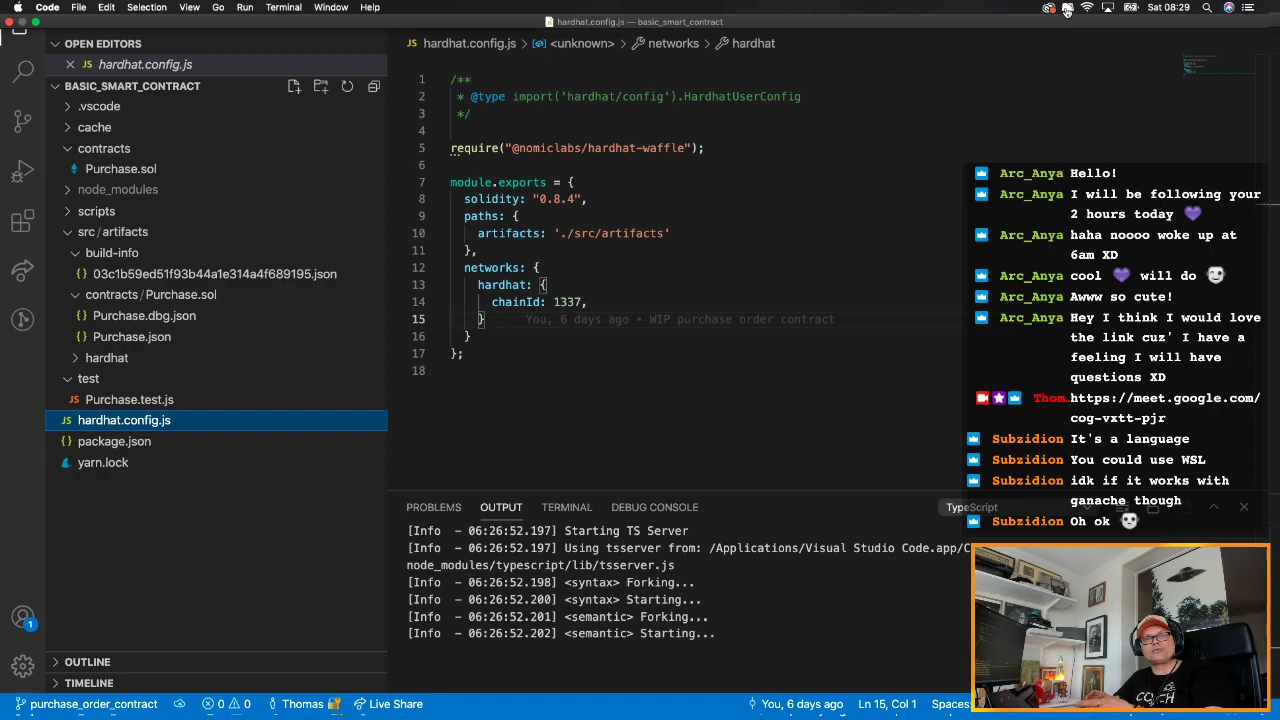 Code File Edit Selection View Go Run Terminal Window Help Sat 08:29
hardhat.config.js — basic_smart_contract
OPEN EDITORS
JS hardhat.config.js
BASIC_SMART_CONTRACT
.vscode
cache
contracts
Purchase.sol
node_modules
scripts
src/artifacts
build-info
{} 03c1b59ed51f93b44a1e314a4f689195.json
contracts/Purchase.sol
{} Purchase.dbg.json
{} Purchase.json
hardhat
test
JS Purchase.test.js
JS hardhat.config.js
{} package.json
yarn.lock
OUTLINE
TIMELINE
JS hardhat.config.js > <unknown> > networks > hardhat
1 /**
2 * @type import('hardhat/config').HardhatUserConfig
3 */
4
5 require("@nomiclabs/hardhat-waffle");
6
7 module.exports = {
8 solidity: "0.8.4",
9 paths: {
10 artifacts: './src/artifacts'
11 },
12 networks: {
13 hardhat: {
14 chainId: 1337,
15 } You, 6 days ago • WIP purchase order contract
16 }
17 };
18
PROBLEMS OUTPUT TERMINAL DEBUG CONSOLE TypeScript
[Info - 06:26:52.197] Starting TS Server
[Info - 06:26:52.197] Using tsserver from: /Applications/Visual Studio Code.app/C
node_modules/typescript/lib/tsserver.js
[Info - 06:26:52.198] <syntax> Forking...
[Info - 06:26:52.200] <syntax> Starting...
[Info - 06:26:52.201] <semantic> Forking...
[Info - 06:26:52.202] <semantic> Starting...
Arc_Anya Hello!
Arc_Anya I will be following your
2 hours today
Arc_Anya haha noooo woke up at
6am XD
Arc_Anya cool will do
Arc_Anya Awww so cute!
Arc_Anya Hey I think I would love
the link cuz' I have a
feeling I will have
questions XD
Thom… https://meet.google.com/
cog-vxtt-pjr
Subzidion It's a language
Subzidion You could use WSL
Subzidion idk if it works with
ganache though
Subzidion Oh ok
1
purchase_order_contract 0 0 Thomas Live Share You, 6 days ago Ln 15, Col 1 Spaces